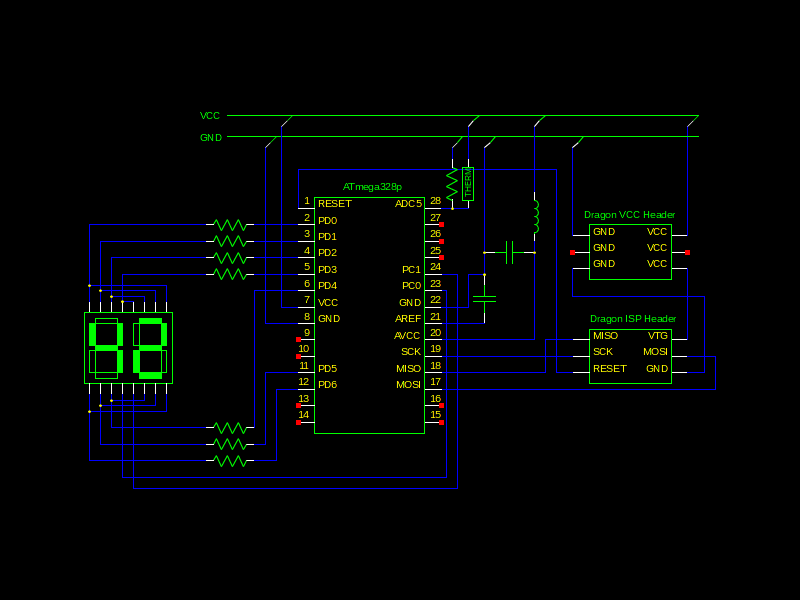 VCC
GND
ATmega328p
THERM
1 RESET ADC5 28
2 PD0 27
3 PD1 26
4 PD2 25
5 PD3 PC1 24
6 PD4 PC0 23
7 VCC GND 22
8 GND AREF 21
9 AVCC 20
10 SCK 19
11 PD5 MISO 18
12 PD6 MOSI 17
13 16
14 15
Dragon VCC Header
GND VCC
GND VCC
GND VCC
Dragon ISP Header
MISO VTG
SCK MOSI
RESET GND